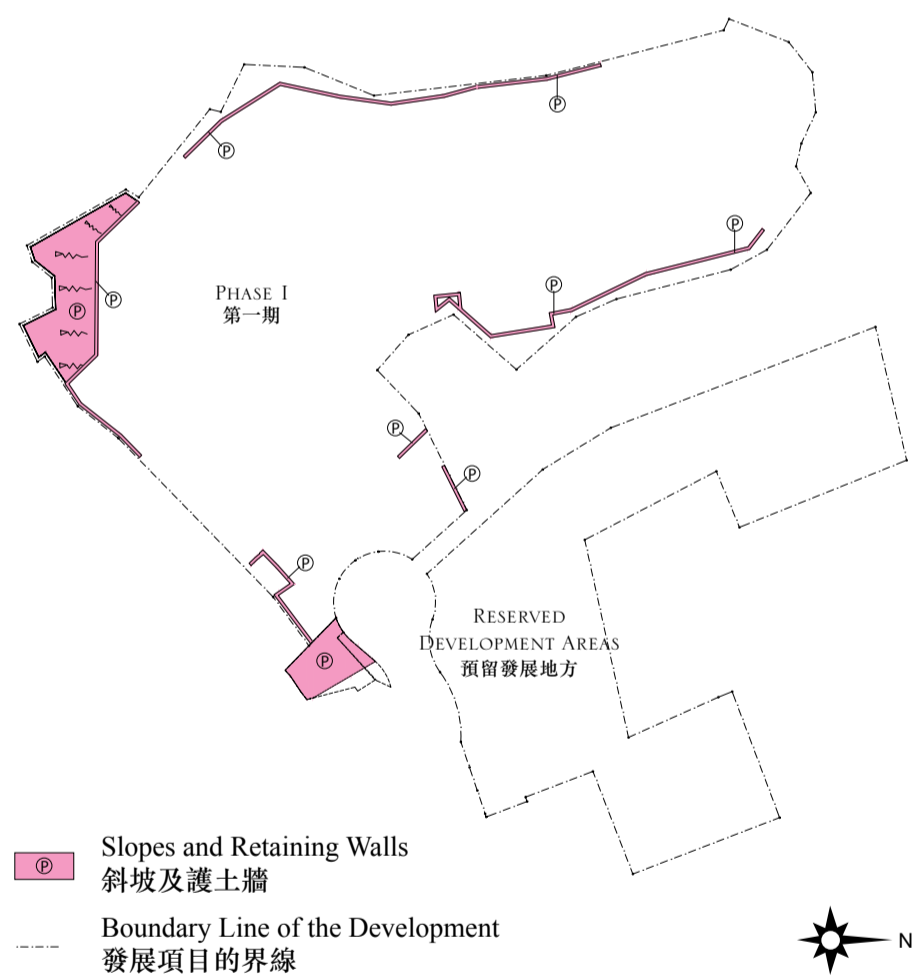 P
P
P
P
PHASE I
第一期
P
P
P
P
P
P
RESERVED
DEVELOPMENT AREAS
預留發展地方
P
P Slopes and Retaining Walls
斜坡及護土牆
Boundary Line of the Development
發展項目的界線
N